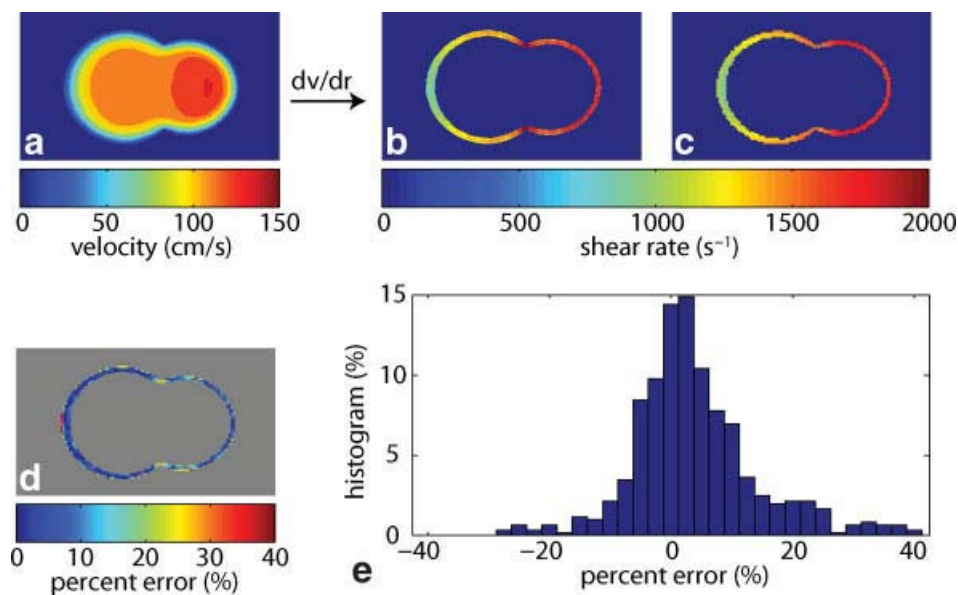 a
dv/dr
b
c
0 50 100 150
velocity (cm/s)
0 500 1000 1500 2000
shear rate (s⁻¹)
d
0 10 20 30 40
percent error (%)
15
10
5
0
histogram (%)
−40 −20 0 20 40
e
percent error (%)